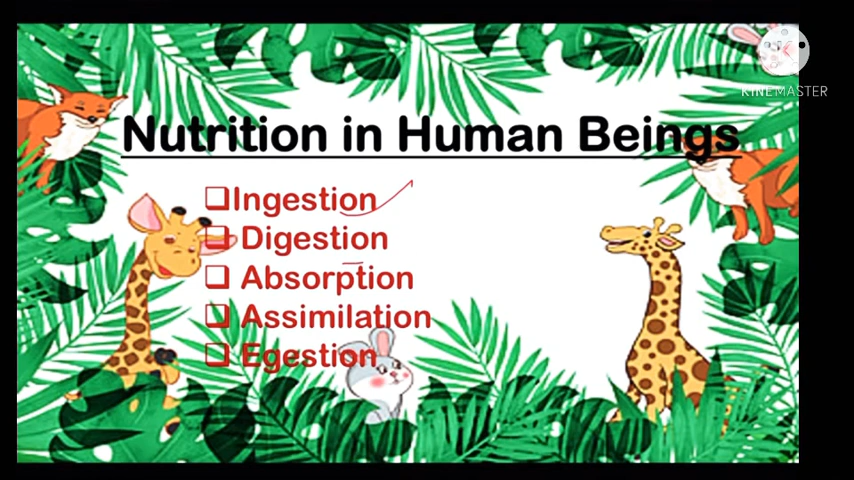 KINEMASTER
Nutrition in Human Beings
❑Ingestion
❑ Digestion
❑ Absorption
❑ Assimilation
❑ Egestion